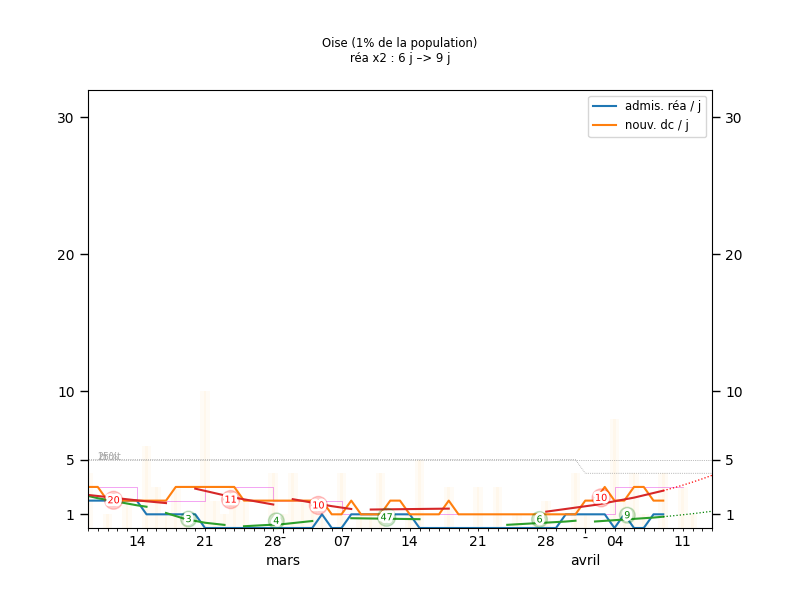 Oise (1% de la population)
réa x2 : 6 j –> 9 j
admis. réa / j
nouv. dc / j
30 30
20 20
10 10
5 5
1 1
20 3 11 4 10 47 6 10 9
14 21 28 07 14 21 28 04 11
mars avril